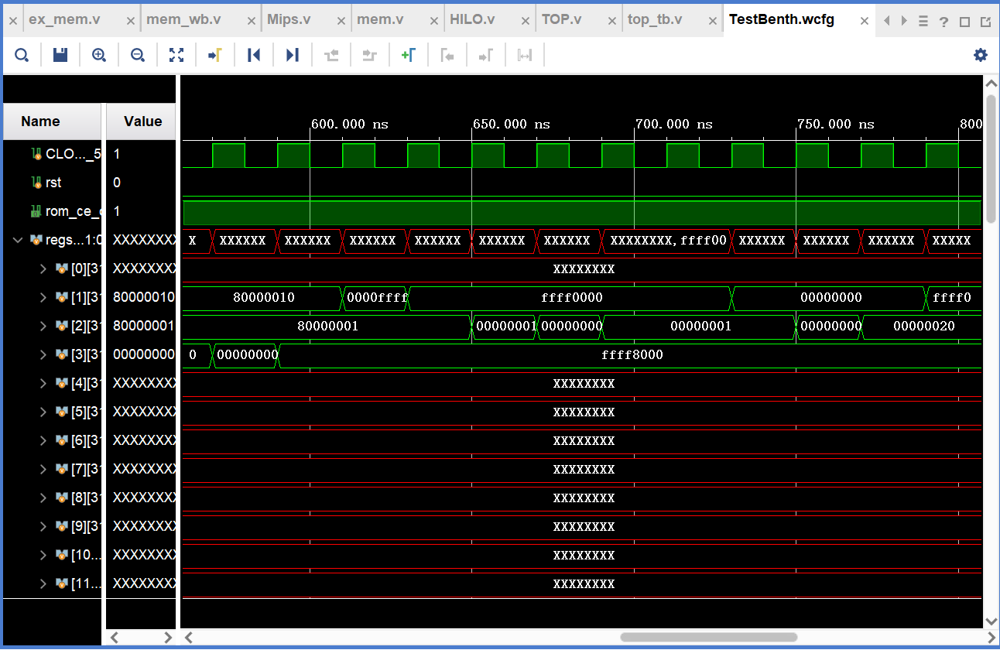 ex_mem.v mem_wb.v Mips.v mem.v HILO.v TOP.v top_tb.v TestBenth.wcfg
Name Value
600.000 ns 650.000 ns 700.000 ns 750.000 ns 800
CLO..._5 1
rst 0
rom_ce_ 1
regs...1:0 XXXXXXXX X XXXXXX XXXXXX XXXXXX XXXXXX XXXXXX XXXXXX XXXXXXXX,ffff00 XXXXXX XXXXXX XXXXXX XXXXX
[0][31 XXXXXXXX XXXXXXXX
[1][31 80000010 80000010 0000ffff ffff0000 00000000 ffff0
[2][31 80000001 80000001 00000001 00000000 00000001 00000000 00000020
[3][31 00000000 0 00000000 ffff8000
[4][31 XXXXXXXX XXXXXXXX
[5][31 XXXXXXXX XXXXXXXX
[6][31 XXXXXXXX XXXXXXXX
[7][31 XXXXXXXX XXXXXXXX
[8][31 XXXXXXXX XXXXXXXX
[9][31 XXXXXXXX XXXXXXXX
[10... XXXXXXXX XXXXXXXX
[11... XXXXXXXX XXXXXXXX